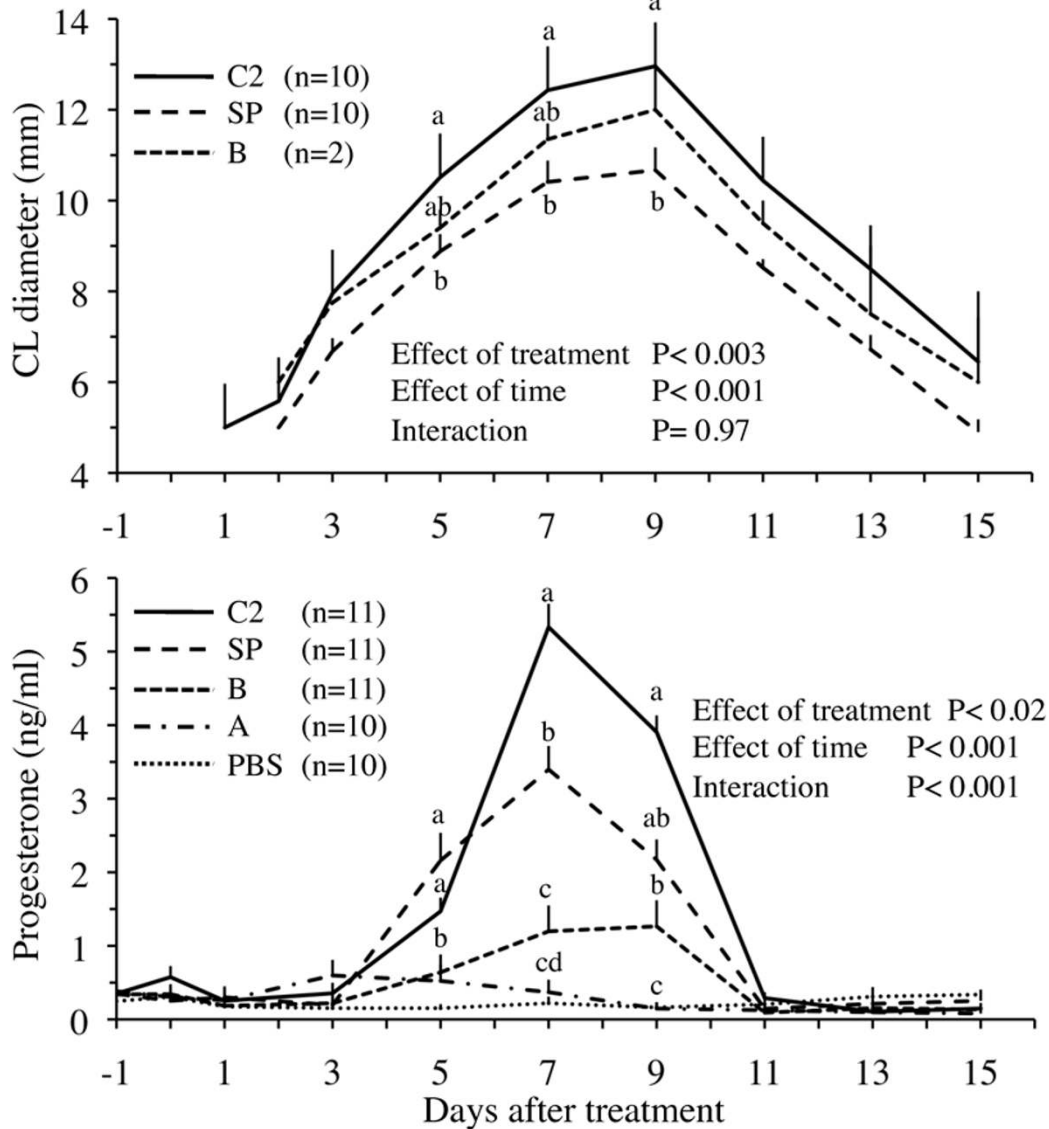 a
14
a
C2 (n=10)
SP (n=10)
12
a
ab
B (n=2)
10
ab
b
b
b
8
CL diameter (mm)
Effect of treatment P< 0.003
6
Effect of time P< 0.001
Interaction P= 0.97
4
-1 1 3 5 7 9 11 13 15
6
C2 (n=11)
a
SP (n=11)
5
B (n=11)
a
A (n=10)
Effect of treatment P< 0.02
4
b
Effect of time P< 0.001
PBS (n=10)
Interaction P< 0.001
3
a
ab
Progesterone (ng/ml)
2
a
c
b
1
b
cd
c
0
-1 1 3 5 7 9 11 13 15
Days after treatment